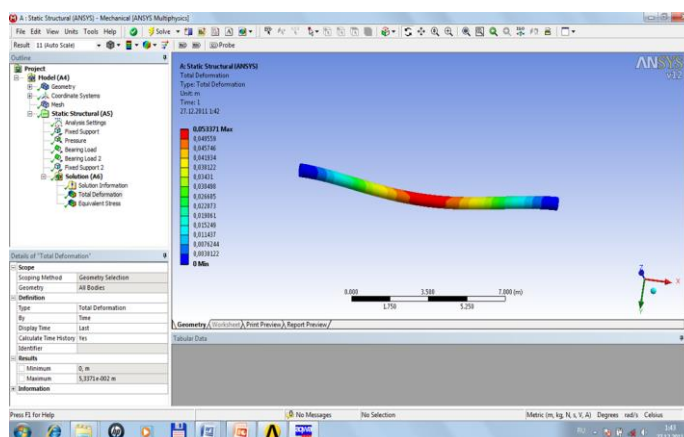 A : Static Structural (ANSYS) - Mechanical [ANSYS Multiphysics]
File Edit View Units Tools Help Solve
Result 11 (Auto Scale) Probe
Outline
Project
Model (A4)
Geometry
Coordinate Systems
Mesh
Static Structural (A5)
Analysis Settings
Fixed Support
Pressure
Bearing Load
Bearing Load 2
Fixed Support 2
Solution (A6)
Solution Information
Total Deformation
Equivalent Stress
Details of "Total Deformation"
Scope
Scoping Method Geometry Selection
Geometry All Bodies
Definition
Type Total Deformation
By Time
Display Time Last
Calculate Time History Yes
Identifier
Results
Minimum 0, m
Maximum 5,3371e-002 m
Information
A: Static Structural (ANSYS)
Total Deformation
Type: Total Deformation
Unit: m
Time: 1
27.12.2011 1:42
0,053371 Max
0,049559
0,045746
0,041934
0,038122
0,03431
0,030498
0,026685
0,022873
0,019061
0,015249
0,011437
0,0076244
0,0038122
0 Min
ANSYS
v12
0.000 3.500 7.000 (m)
1.750 5.250
X
Y
Z
Geometry Worksheet Print Preview Report Preview
Tabular Data
Press F1 for Help No Messages No Selection Metric (m, kg, N, s, V, A) Degrees rad/s Celsius
RU 1:43